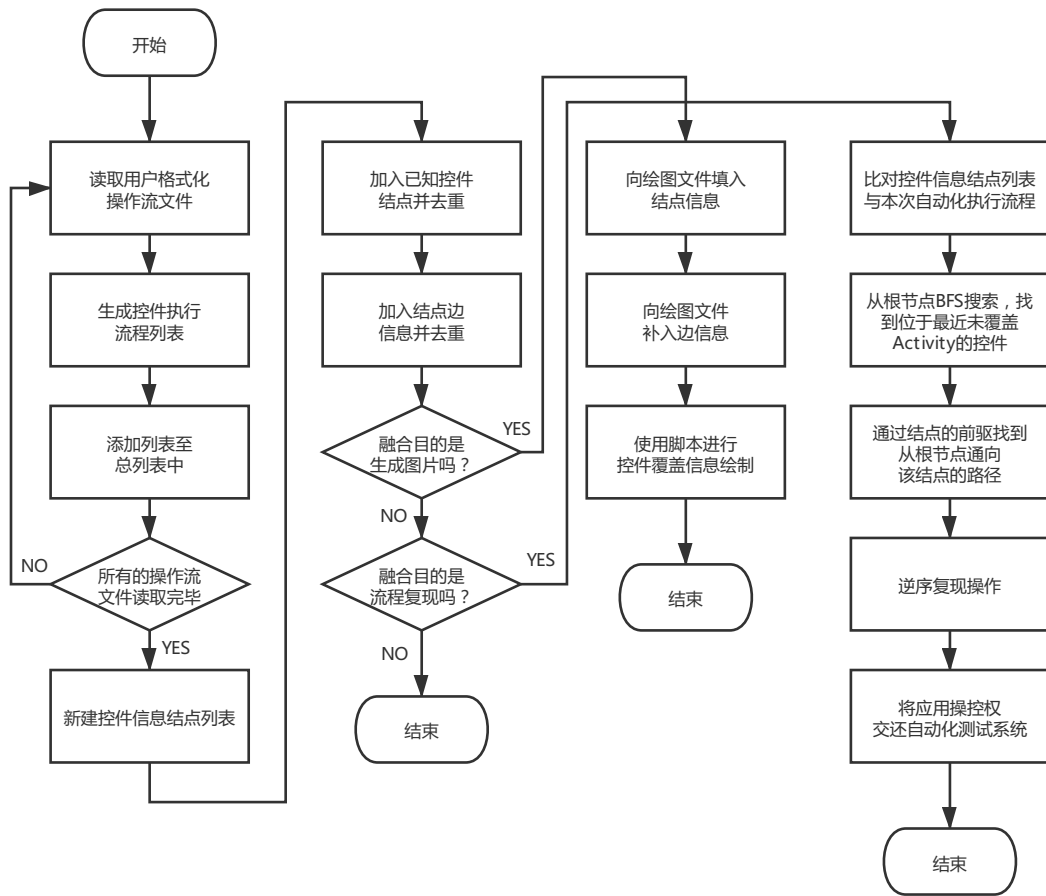 开始
读取用户格式化
操作流文件
生成控件执行
流程列表
添加列表至
总列表中
NO
所有的操作流
文件读取完毕
YES
新建控件信息结点列表
加入已知控件
结点并去重
加入结点边
信息并去重
YES
融合目的是
生成图片吗？
NO
YES
融合目的是
流程复现吗？
NO
结束
向绘图文件填入
结点信息
向绘图文件
补入边信息
使用脚本进行
控件覆盖信息绘制
结束
比对控件信息结点列表
与本次自动化执行流程
从根节点BFS搜索，找
到位于最近未覆盖
Activity的控件
通过结点的前驱找到
从根节点通向
该结点的路径
逆序复现操作
将应用操控权
交还自动化测试系统
结束